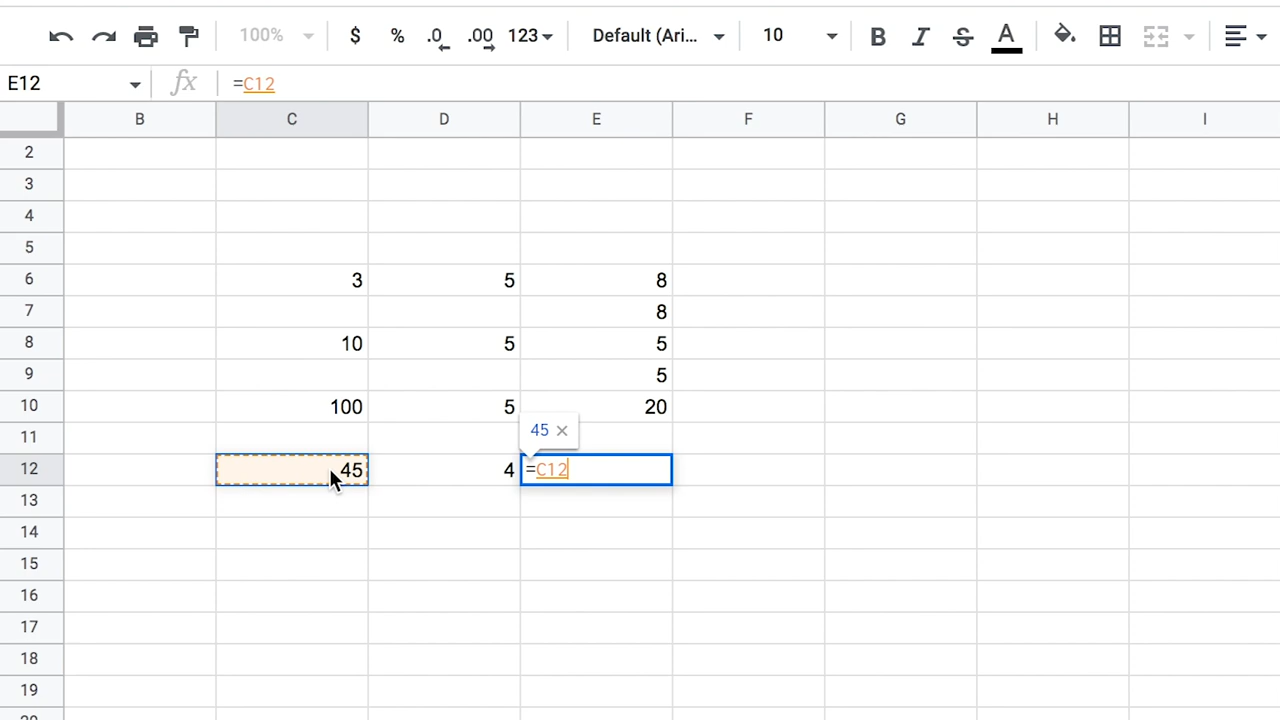 100% $ % .0 .00 123 Default (Ari... 10 B I S A
E12 fx =C12
B C D E F G H I
2
3
4
5
6 3 5 8
7 8
8 10 5 5
9 5
10 100 5 20
11 45 ×
12 45 4 =C12
13
14
15
16
17
18
19
20